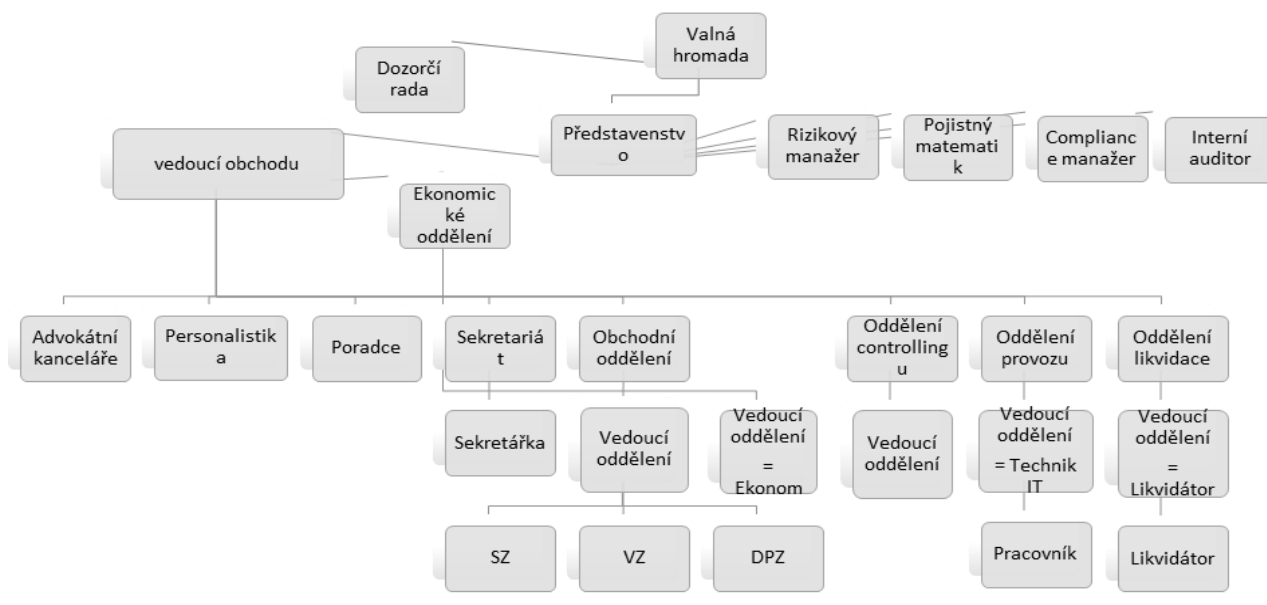 Valná
hromada
Dozorčí
rada
Představenstv
o
Rizikový
manažer
Pojistný
matemati
k
Complianc
e manažer
Interní
auditor
vedoucí obchodu
Ekonomic
ké
oddělení
Advokátní
kanceláře
Personalistik
a
Poradce
Sekretariá
t
Obchodní
oddělení
Oddělení
controlling
u
Oddělení
provozu
Oddělení
likvidace
Sekretářka
Vedoucí
oddělení
Vedoucí
oddělení
=
Ekonom
Vedoucí
oddělení
Vedoucí
oddělení
= Technik
IT
Vedoucí
oddělení
=
Likvidátor
SZ
VZ
DPZ
Pracovník
Likvidátor